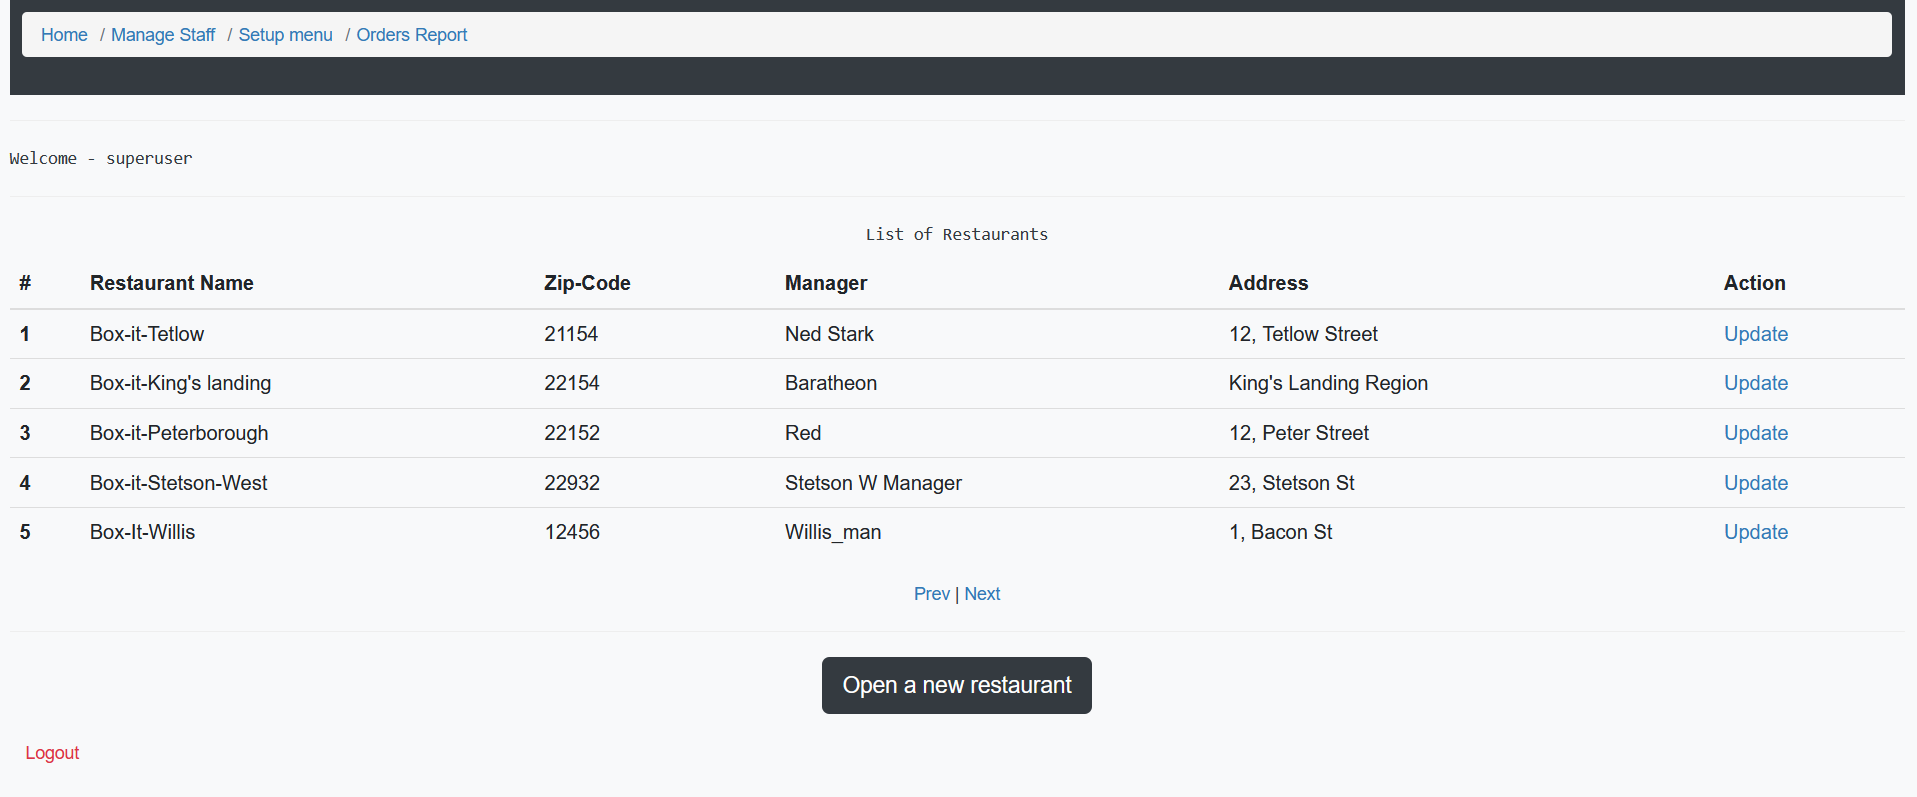 Home / Manage Staff / Setup menu / Orders Report
Welcome - superuser
List of Restaurants
# Restaurant Name Zip-Code Manager Address Action
1 Box-it-Tetlow 21154 Ned Stark 12, Tetlow Street Update
2 Box-it-King's landing 22154 Baratheon King's Landing Region Update
3 Box-it-Peterborough 22152 Red 12, Peter Street Update
4 Box-it-Stetson-West 22932 Stetson W Manager 23, Stetson St Update
5 Box-It-Willis 12456 Willis_man 1, Bacon St Update
Prev | Next
Open a new restaurant
Logout